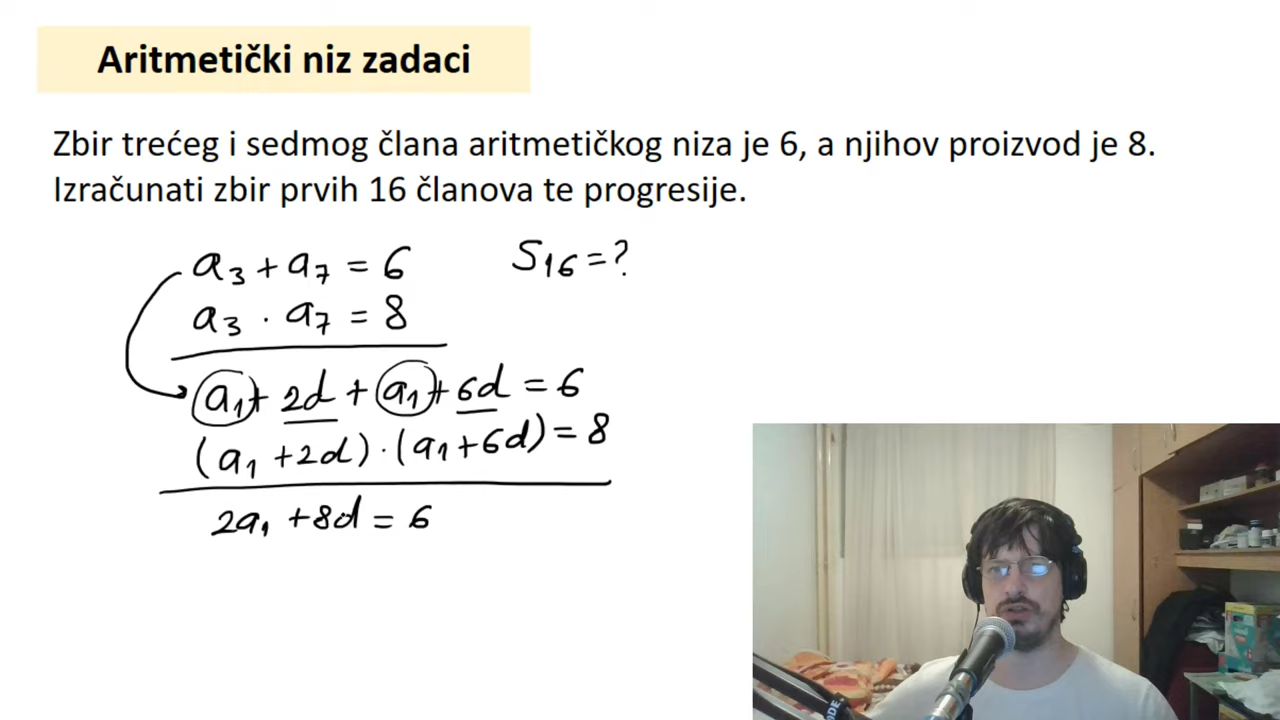 Aritmetički niz zadaci
Zbir trećeg i sedmog člana aritmetičkog niza je 6, a njihov proizvod je 8.
Izračunati zbir prvih 16 članova te progresije.
a₃ + a₇ = 6 S₁₆ = ?
a₃ · a₇ = 8
a₁ + 2d + a₁ + 6d = 6
(a₁ + 2d) · (a₁ + 6d) = 8
2a₁ + 8d = 6